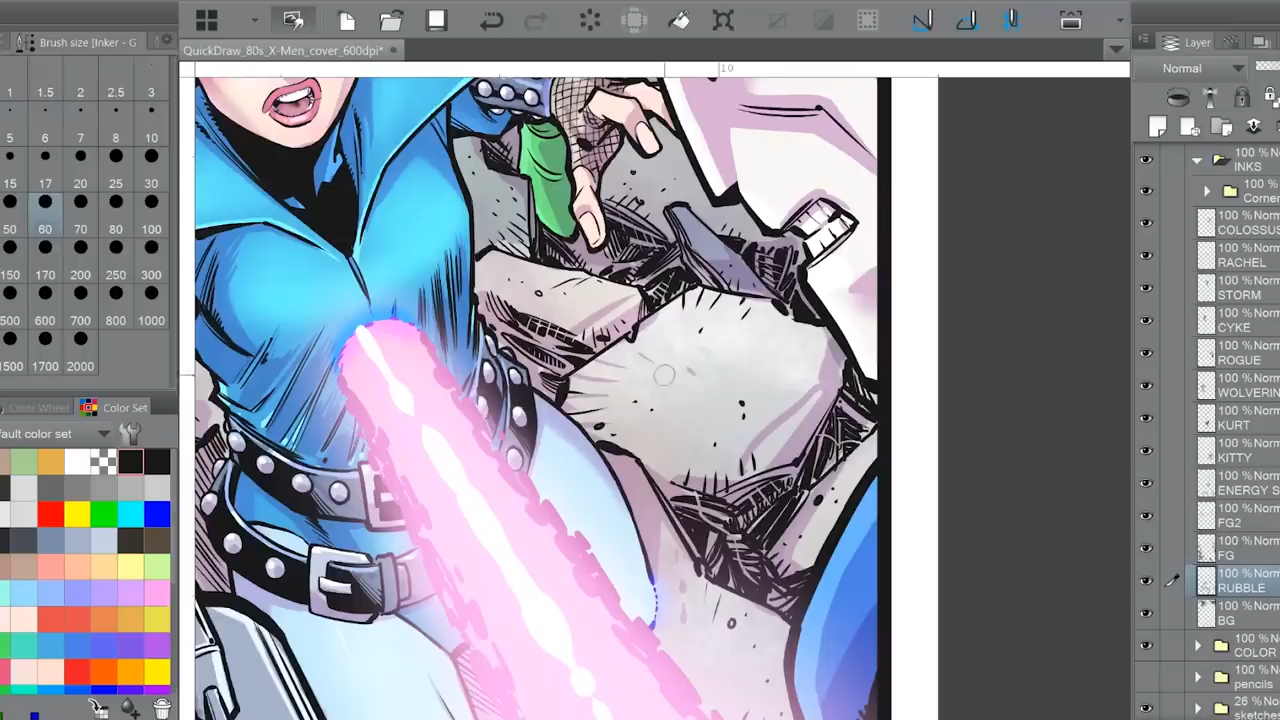 Brush size [Inker - G
Layer
QuickDraw_80s_X-Men_cover_600dpi*
10
Normal
1 1.5 2 2.5 3
5 6 7 8 10
15 17 20 25 30
50 60 70 80 100
150 170 200 250 300
500 600 700 800 1000
1500 1700 2000
Color Wheel
Color Set
fault color set
100 %No
INKS
100 %
Corner
100 %Norm
COLOSSUS
100 %Norm
RACHEL
100 %Norm
STORM
100 %Norm
CYKE
100 %Norm
ROGUE
100 %Norm
WOLVERIN
100 %Norm
KURT
100 %Norm
KITTY
100 %Norm
ENERGY S
100 %Norm
FG2
100 %Norm
FG
100 %Norm
RUBBLE
100 %Norm
BG
100 %No
COLOR
100 %No
pencils
26 %No
sketches